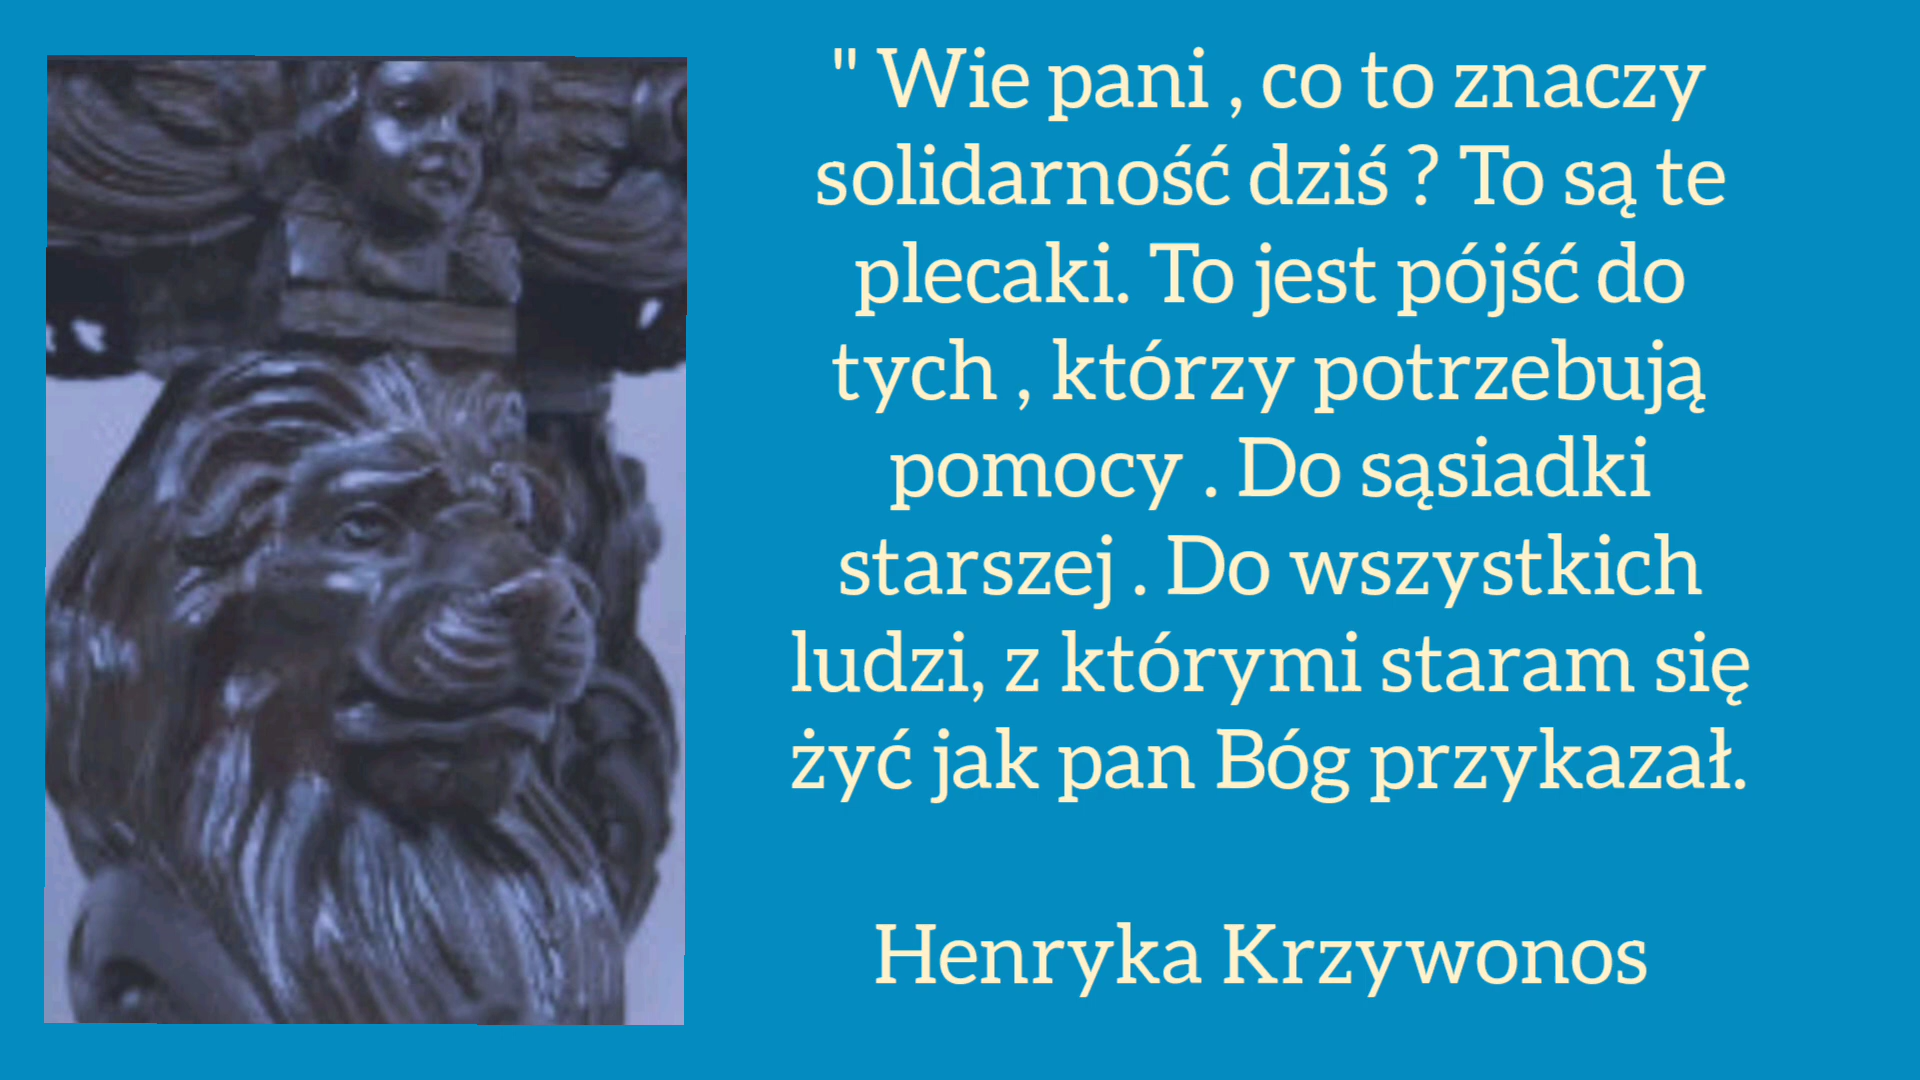 " Wie pani , co to znaczy
solidarność dziś ? To są te
plecaki. To jest pójść do
tych , którzy potrzebują
pomocy . Do sąsiadki
starszej . Do wszystkich
ludzi, z którymi staram się
żyć jak pan Bóg przykazał.
Henryka Krzywonos